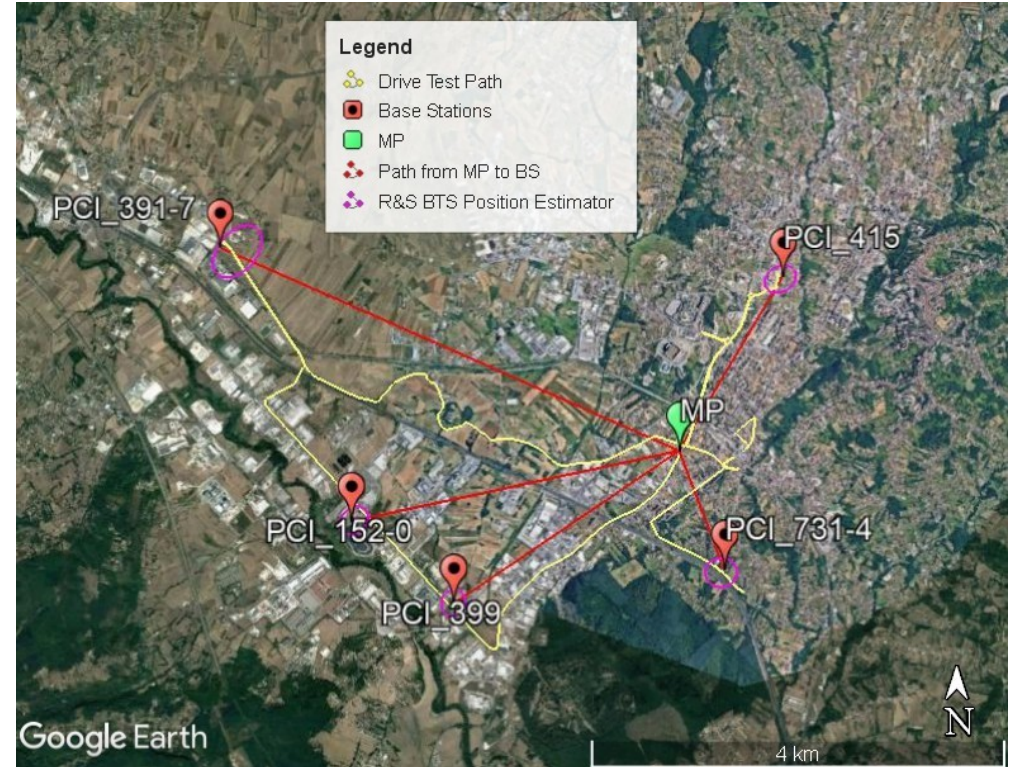 Legend
Drive Test Path
Base Stations
MP
Path from MP to BS
R&S BTS Position Estimator
PCI_391-7
PCI_415
MP
PCI_152-0
PCI_731-4
PCI_399
N
Google Earth
4 km